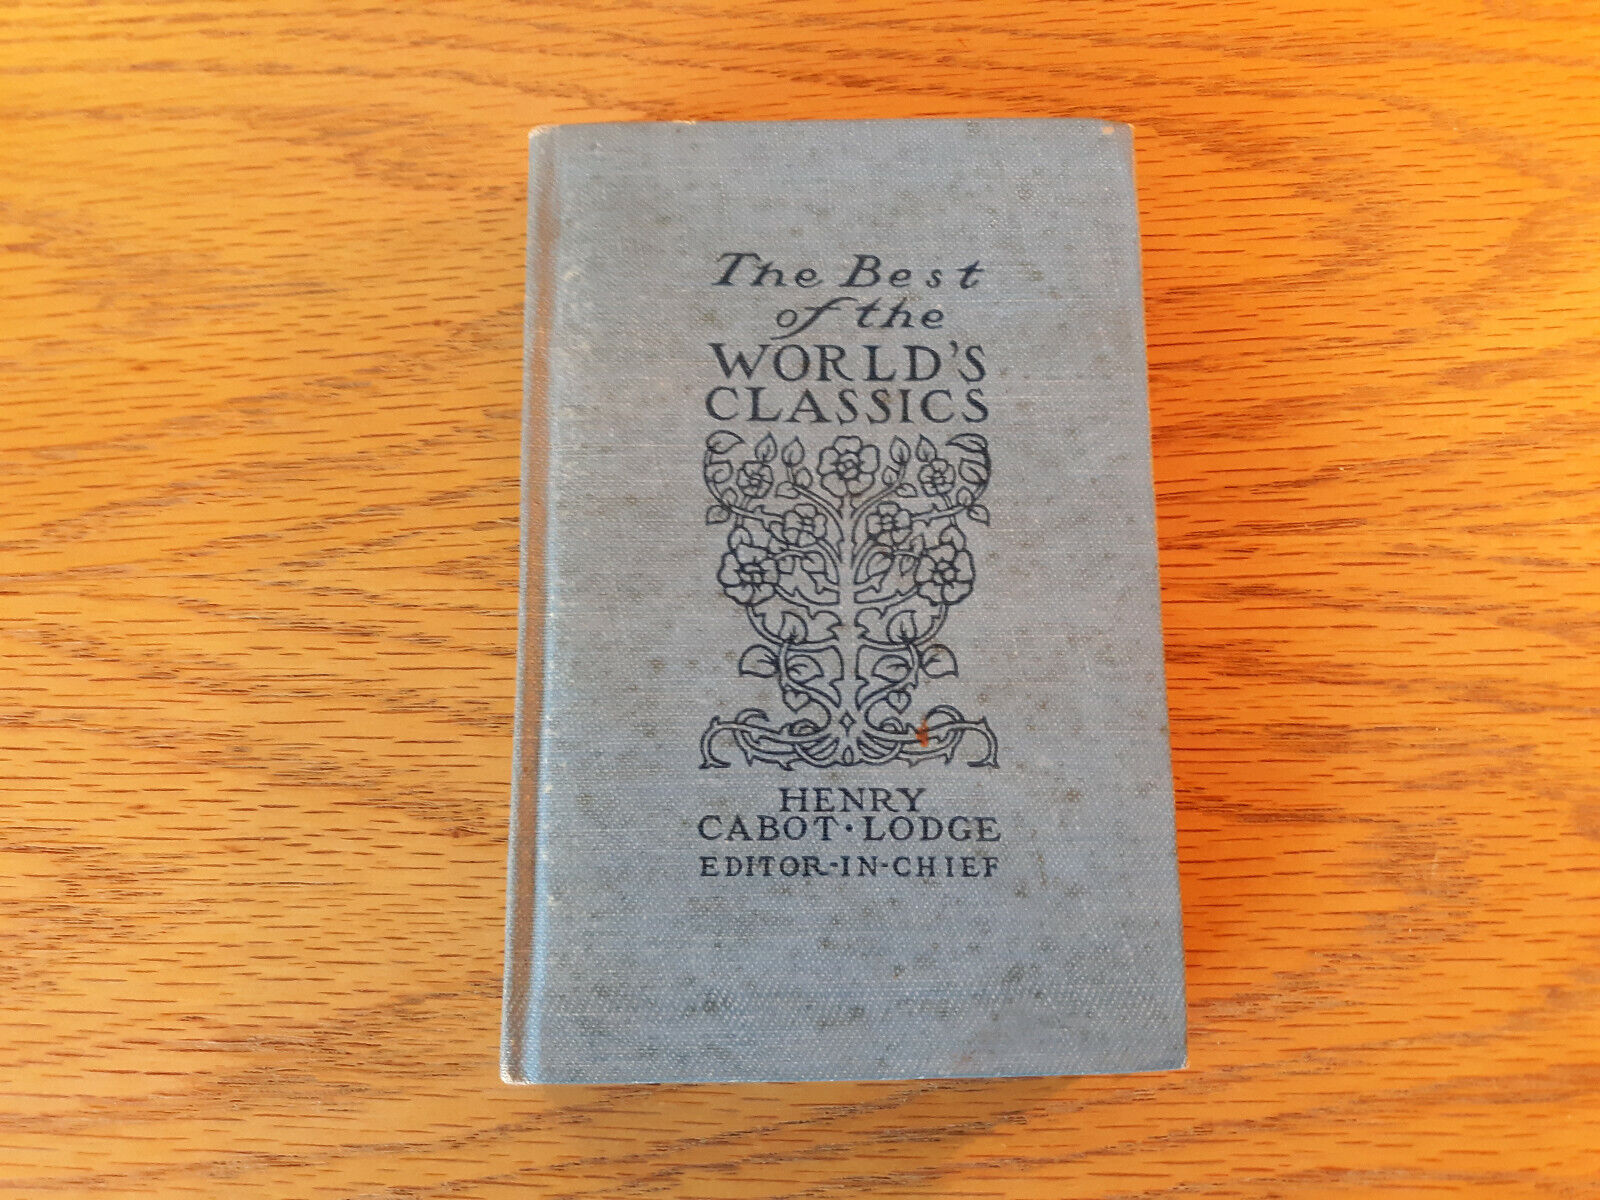 The Best
of the
WORLD'S
CLASSICS
HENRY
CABOT·LODGE
EDITOR-IN-CHIEF